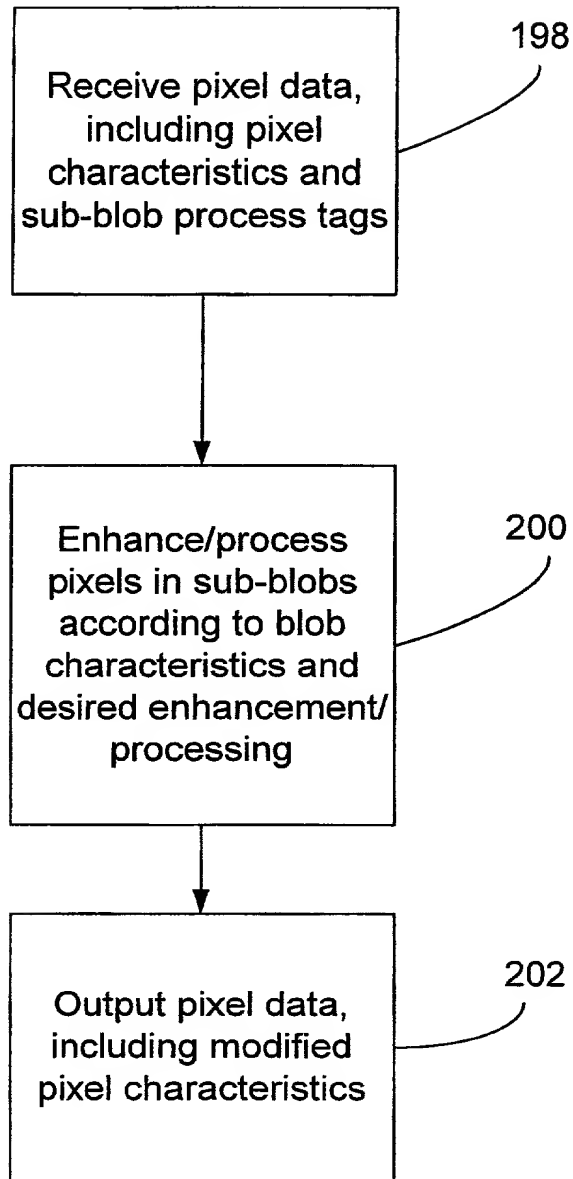 198
Receive pixel data,
including pixel
characteristics and
sub-blob process tags
200
Enhance/process
pixels in sub-blobs
according to blob
characteristics and
desired enhancement/
processing
202
Output pixel data,
including modified
pixel characteristics